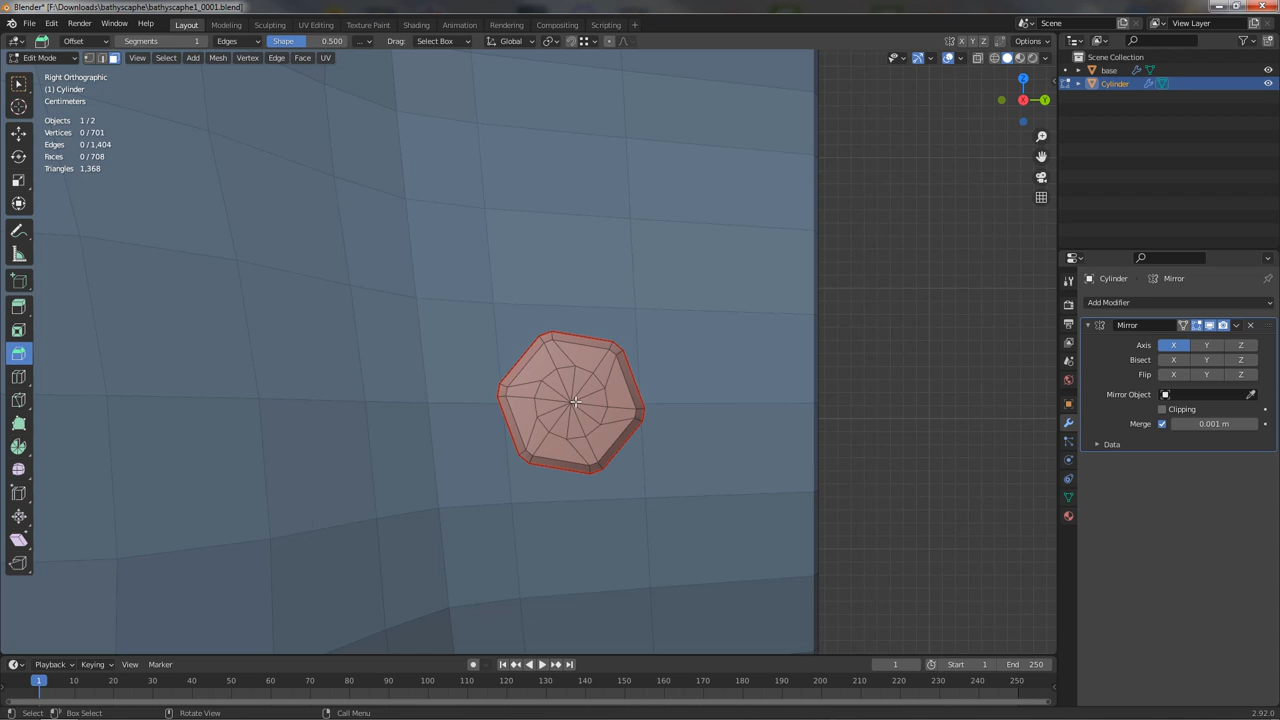 Blender* [F:\Downloads\bathyscaphe\bathyscaphe1_0001.blend]
File Edit Render Window Help Layout Modeling Sculpting UV Editing Texture Paint Shading Animation Rendering Compositing Scripting Scene View Layer
Offset Segments 1 Edges Shape 0.500 ... Drag: Select Box Global X Y Z Options
Edit Mode View Select Add Mesh Vertex Edge Face UV
Right Orthographic
(1) Cylinder
Centimeters
Objects 1 / 2
Vertices 0 / 701
Edges 0 / 1,404
Faces 0 / 708
Triangles 1,368
Z
X
Y
Scene Collection
base
Cylinder
Cylinder Mirror
Add Modifier
Mirror
Axis X Y Z
Bisect X Y Z
Flip X Y Z
Mirror Object
Clipping
Merge 0.001 m
Data
Playback Keying View Marker 1 Start 1 End 250
1 10 20 30 40 50 60 70 80 90 100 110 120 130 140 150 160 170 180 190 200 210 220 230 240 250
Select Box Select Rotate View Call Menu 2.92.0